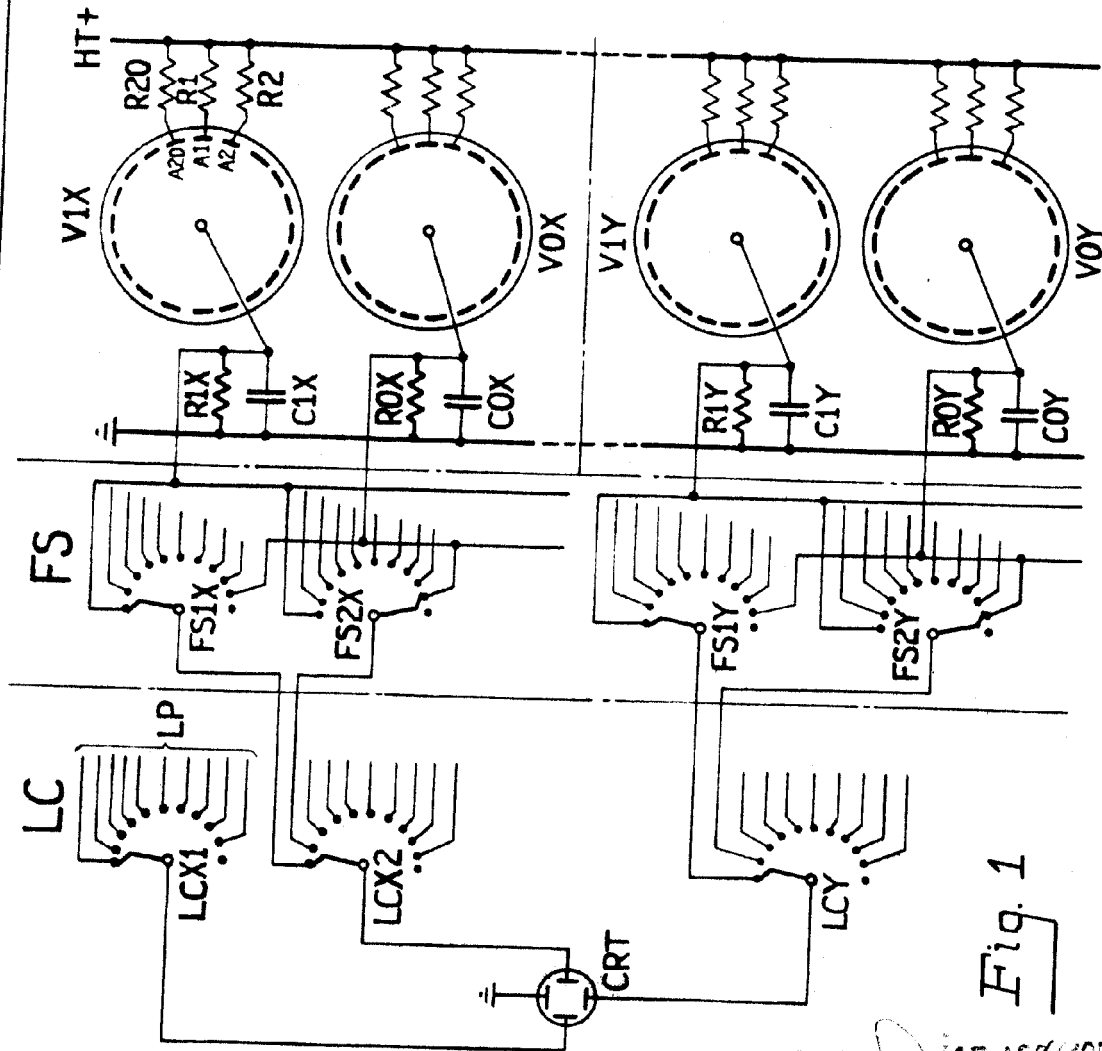 HT+
R20
R1
R2
A20
A1
A2
V1X
V0X
V1Y
V0Y
R1X
C1X
R0X
C0X
R1Y
C1Y
R0Y
C0Y
FS
FS1X
FS2X
FS1Y
FS2Y
LC
LP
LCX1
LCX2
LCY
CRT
Fig. 1